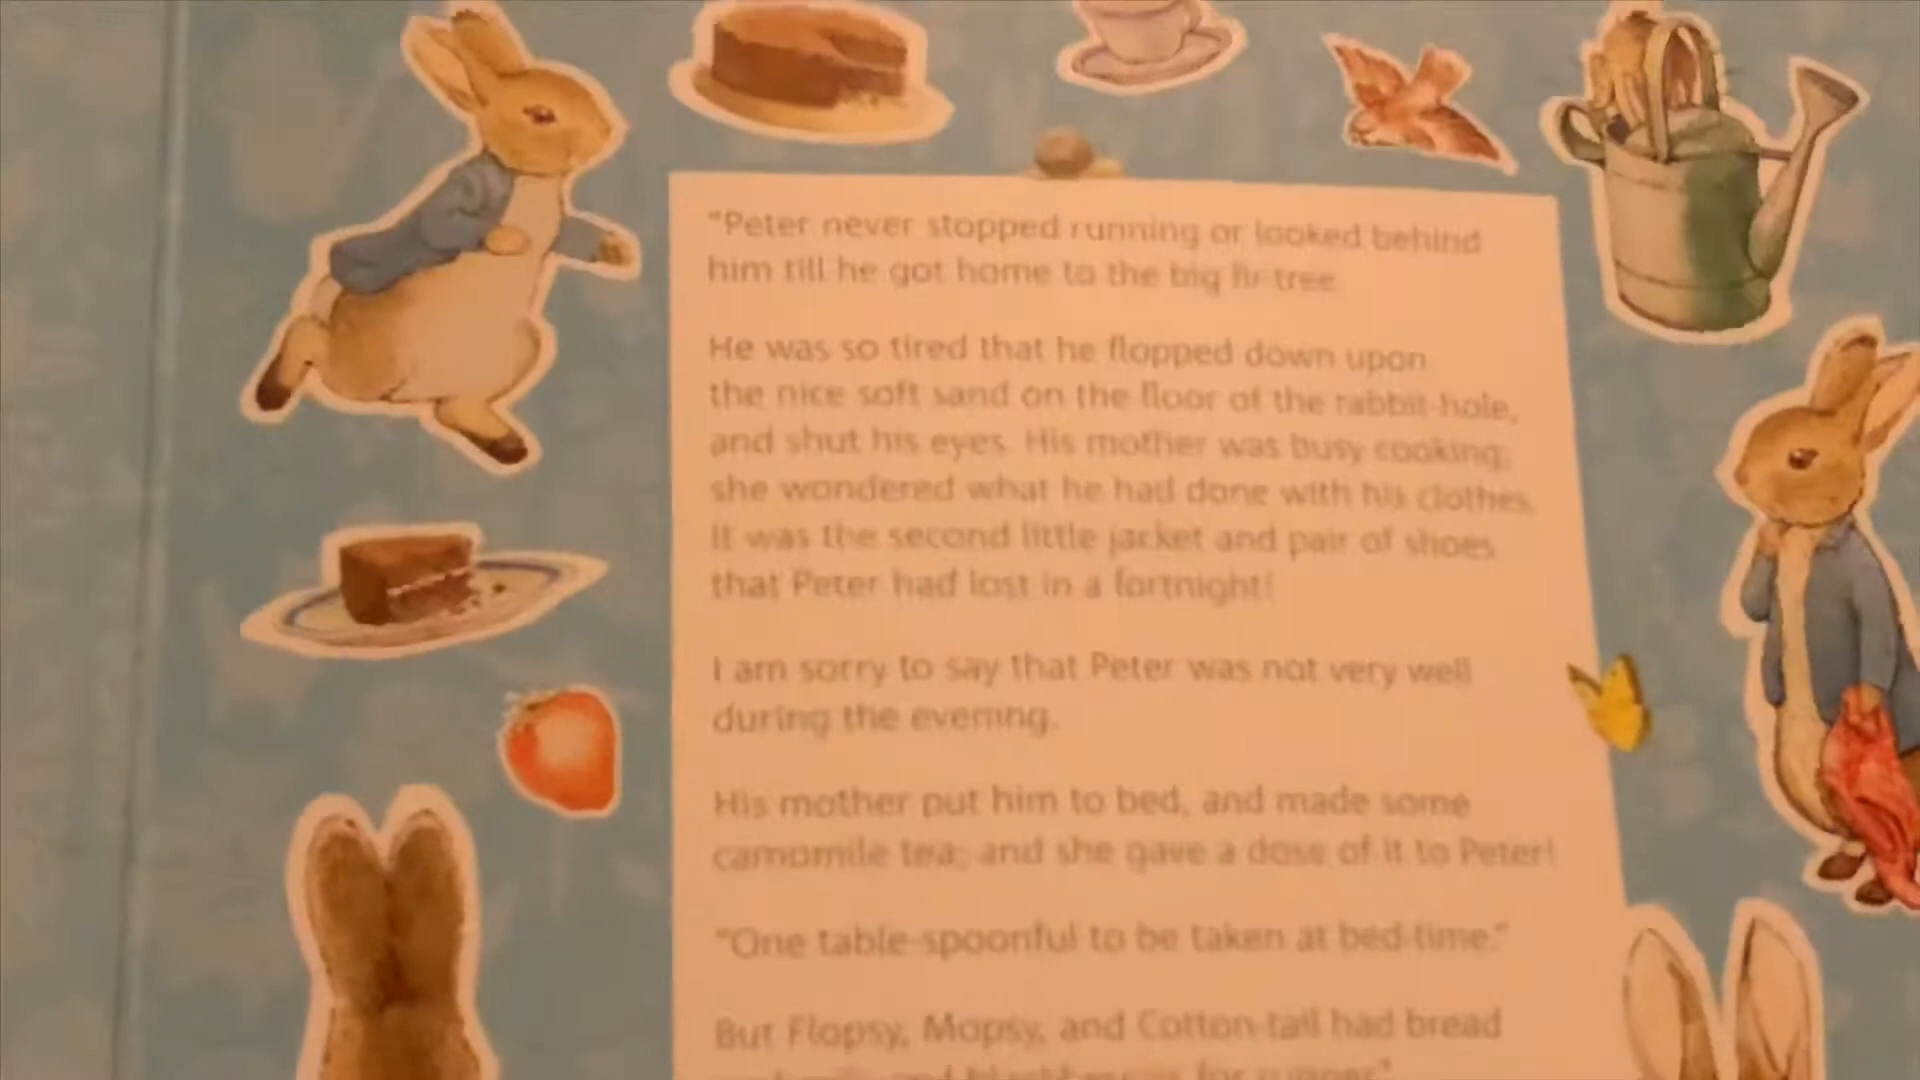 "Peter never stopped running or looked behind
him till he got home to the big fir-tree.
He was so tired that he flopped down upon
the nice soft sand on the floor of the rabbit-hole,
and shut his eyes. His mother was busy cooking;
she wondered what he had done with his clothes.
It was the second little jacket and pair of shoes
that Peter had lost in a fortnight!
I am sorry to say that Peter was not very well
during the evening.
His mother put him to bed, and made some
camomile tea; and she gave a dose of it to Peter!
"One table-spoonful to be taken at bed-time."
But Flopsy, Mopsy, and Cotton-tail had bread
and blackberries for supper"